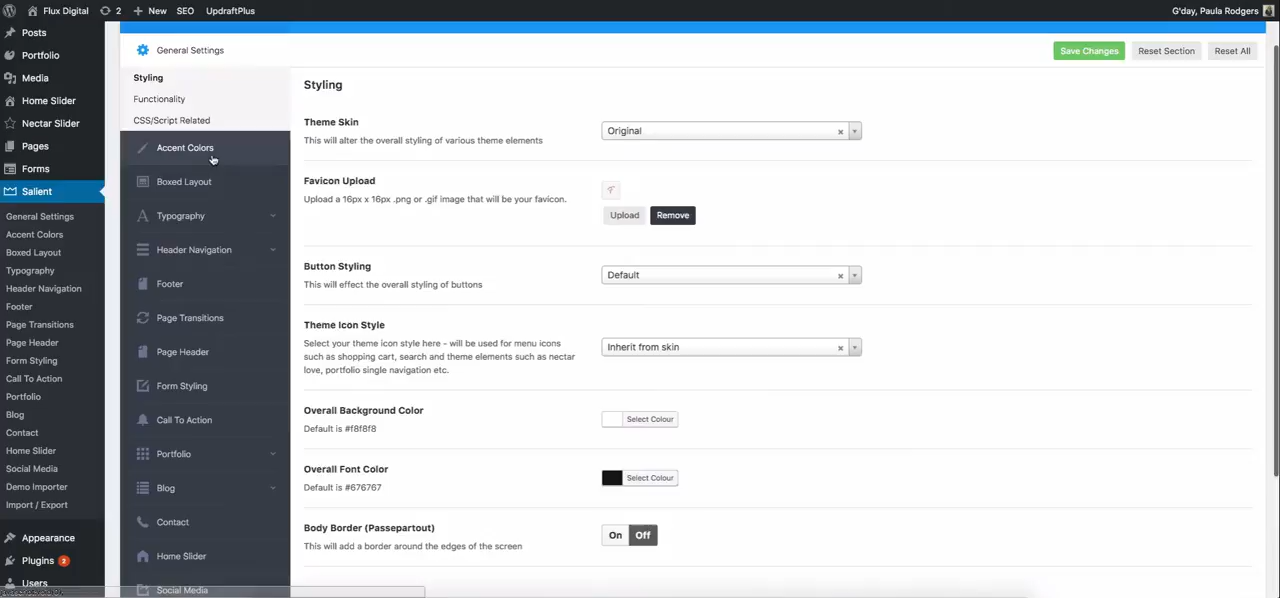 Flux Digital 2 New SEO UpdraftPlus G'day, Paula Rodgers
Posts
Portfolio
Media
Home Slider
Nectar Slider
Pages
Forms
Salient
General Settings
Accent Colors
Boxed Layout
Typography
Header Navigation
Footer
Page Transitions
Page Header
Form Styling
Call To Action
Portfolio
Blog
Contact
Home Slider
Social Media
Demo Importer
Import / Export
Appearance
Plugins 2
Users
General Settings
Save Changes Reset Section Reset All
Styling
Functionality
CSS/Script Related
Accent Colors
Boxed Layout
Typography
Header Navigation
Footer
Page Transitions
Page Header
Form Styling
Call To Action
Portfolio
Blog
Contact
Home Slider
Social Media
Styling
Theme Skin
This will alter the overall styling of various theme elements
Original
Favicon Upload
Upload a 16px x 16px .png or .gif image that will be your favicon.
Upload Remove
Button Styling
This will effect the overall styling of buttons
Default
Theme Icon Style
Select your theme icon style here - will be used for menu icons
such as shopping cart, search and theme elements such as nectar
love, portfolio single navigation etc.
Inherit from skin
Overall Background Color
Default is #f8f8f8
Select Colour
Overall Font Color
Default is #676767
Select Colour
Body Border (Passepartout)
This will add a border around the edges of the screen
On Off